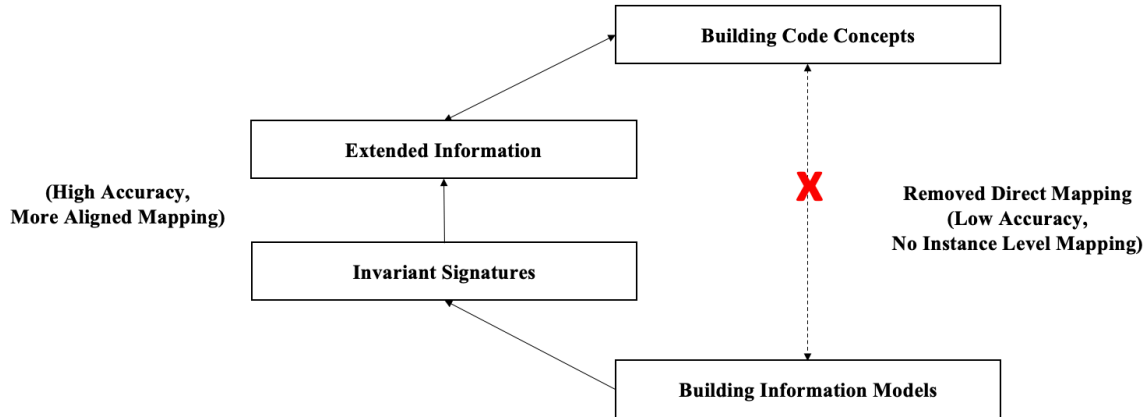 Building Code Concepts
Extended Information
(High Accuracy,
More Aligned Mapping)
X
Removed Direct Mapping
(Low Accuracy,
No Instance Level Mapping)
Invariant Signatures
Building Information Models